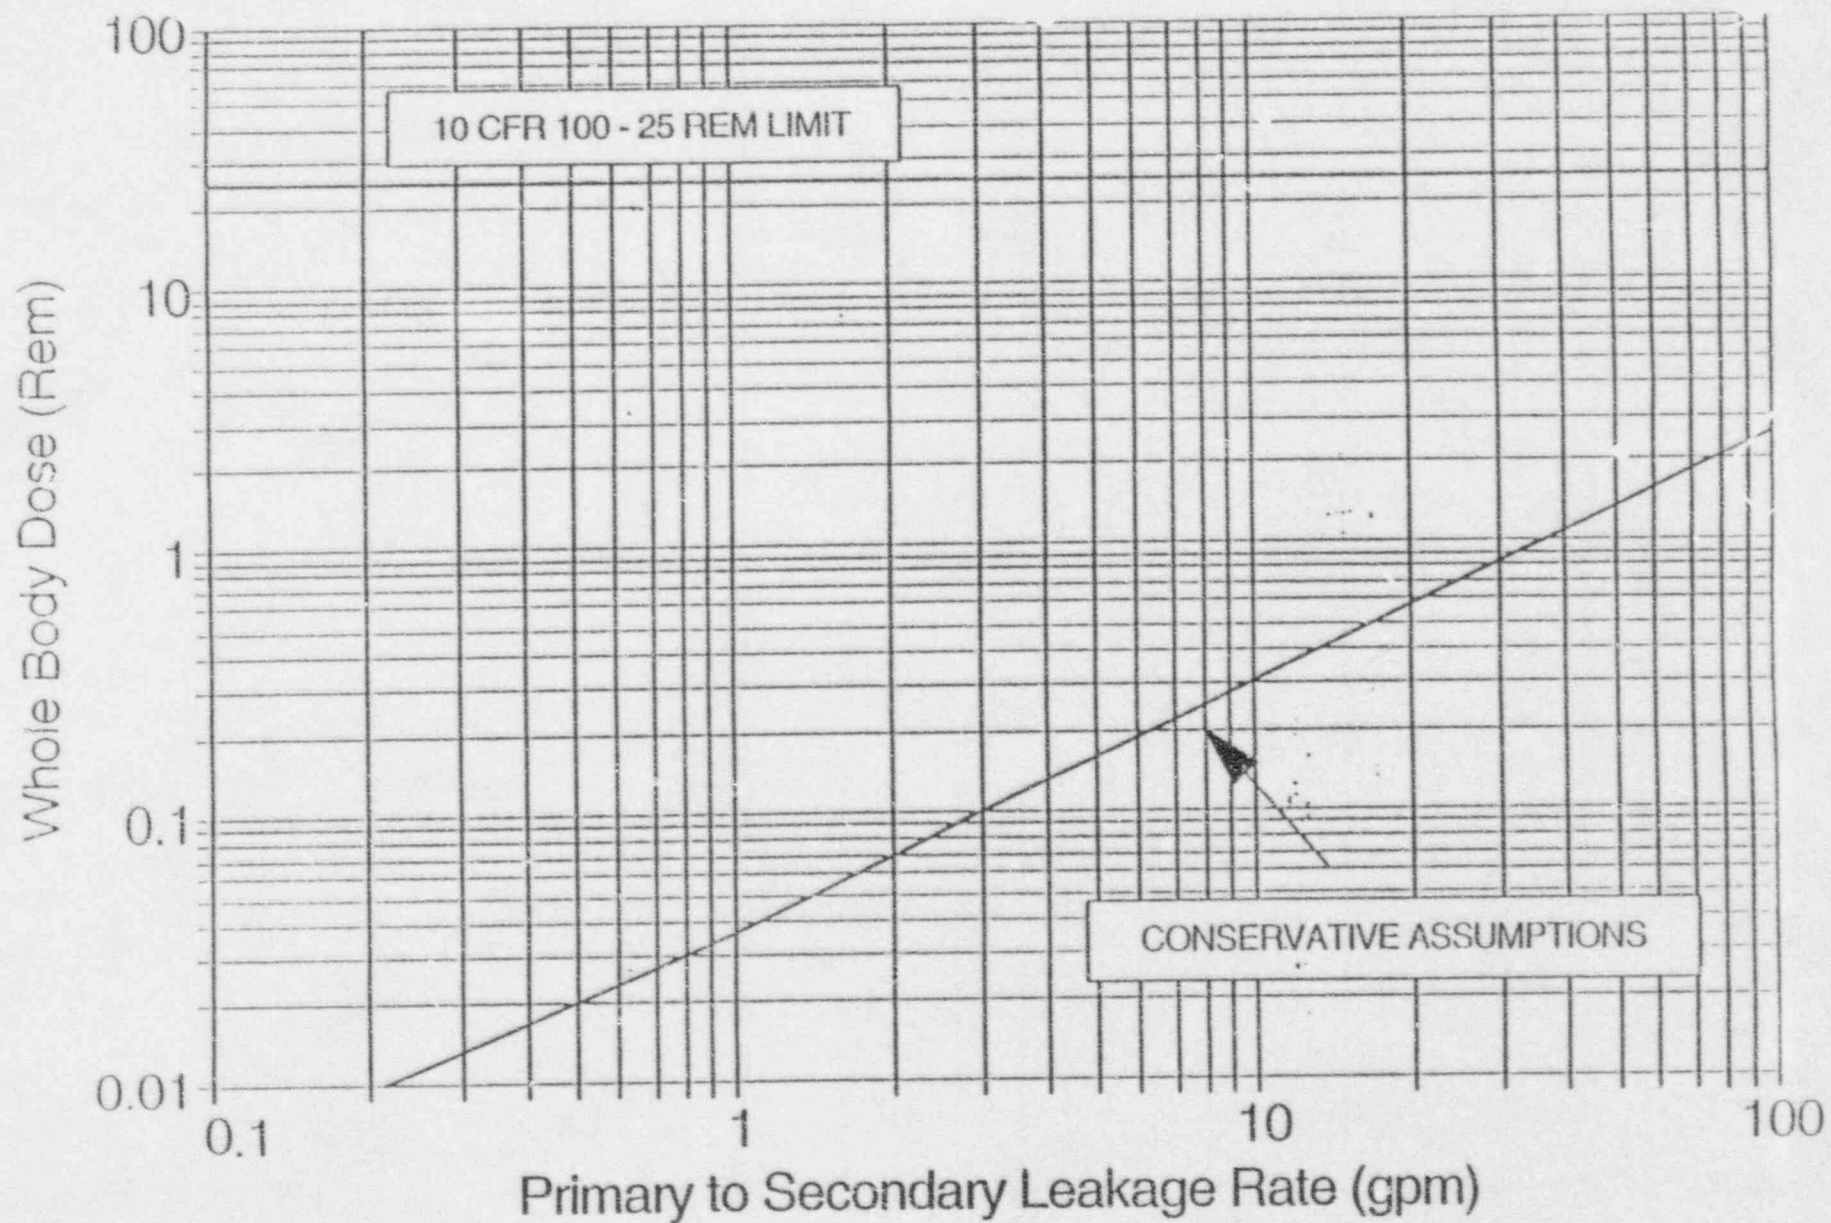 100
10 CFR 100 - 25 REM LIMIT
10
1
0.1
0.01
Whole Body Dose (Rem)
CONSERVATIVE ASSUMPTIONS
0.1
1
10
100
Primary to Secondary Leakage Rate (gpm)